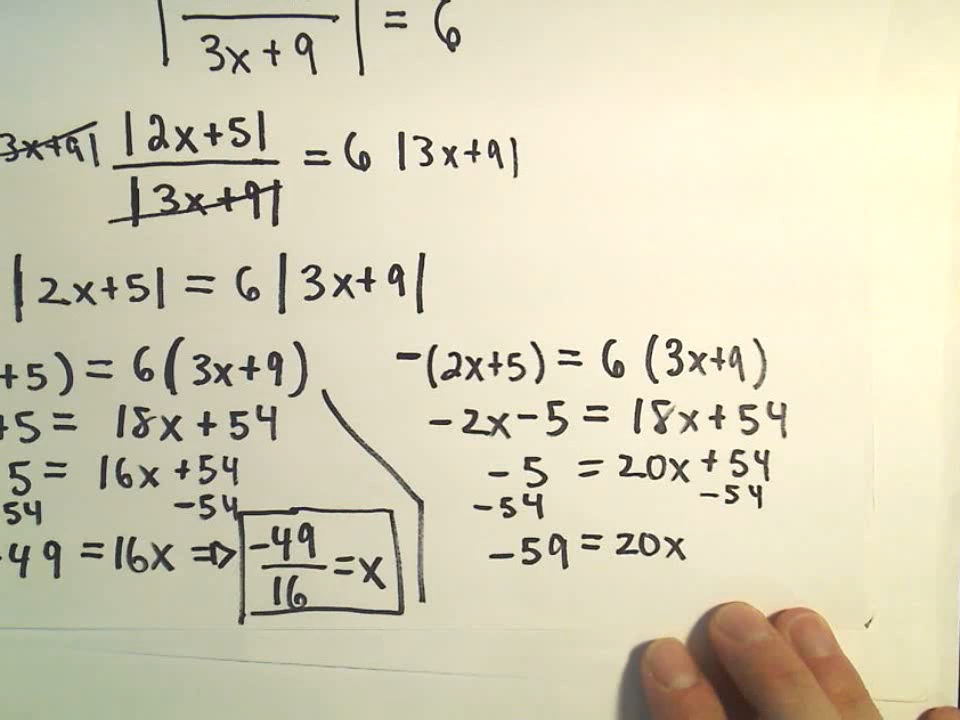 | / 3x+9 | = 6
3x+9| |2x+5| / |3x+9| = 6 |3x+9|
|2x+5| = 6|3x+9|
+5) = 6(3x+9)
+5 = 18x+54
5 = 16x+54
54 -54
-49 = 16x ⇒ -49/16 = x
-(2x+5) = 6(3x+9)
-2x-5 = 18x+54
-5 = 20x+54
-54 -54
-59 = 20x